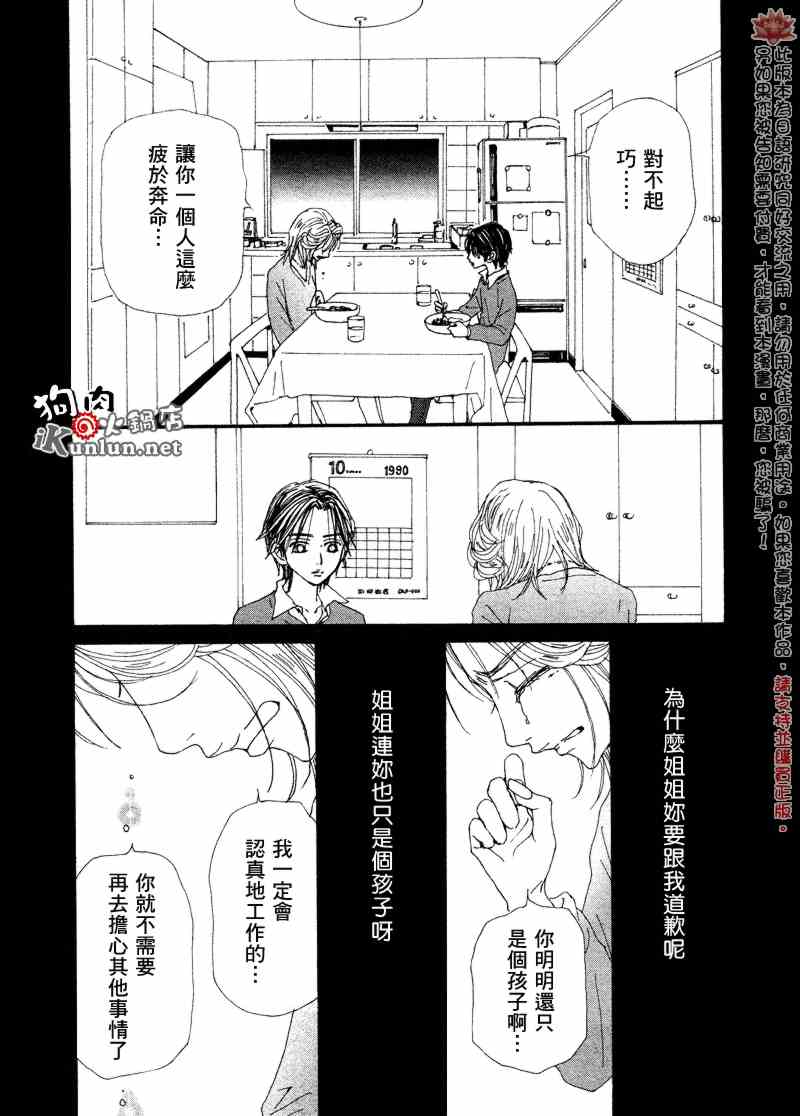 對不起
巧……
讓你一個人這麼
疲於奔命…
狗肉
火鍋店
iKunlun.net
10
1990
為什麼姐姐妳要跟我道歉呢
你明明還只
是個孩子啊…
姐姐連妳也只是個孩子呀
我一定會
認真地工作的…
你就不需要
再去擔心其他事情了
此版本為日語研究同好交流之用，請勿用於任何商業用途。如果您喜歡本作品，請支持並購買正版。
另如果您被告知需要付費，才能看到本漫畫，那麼，您被騙了！